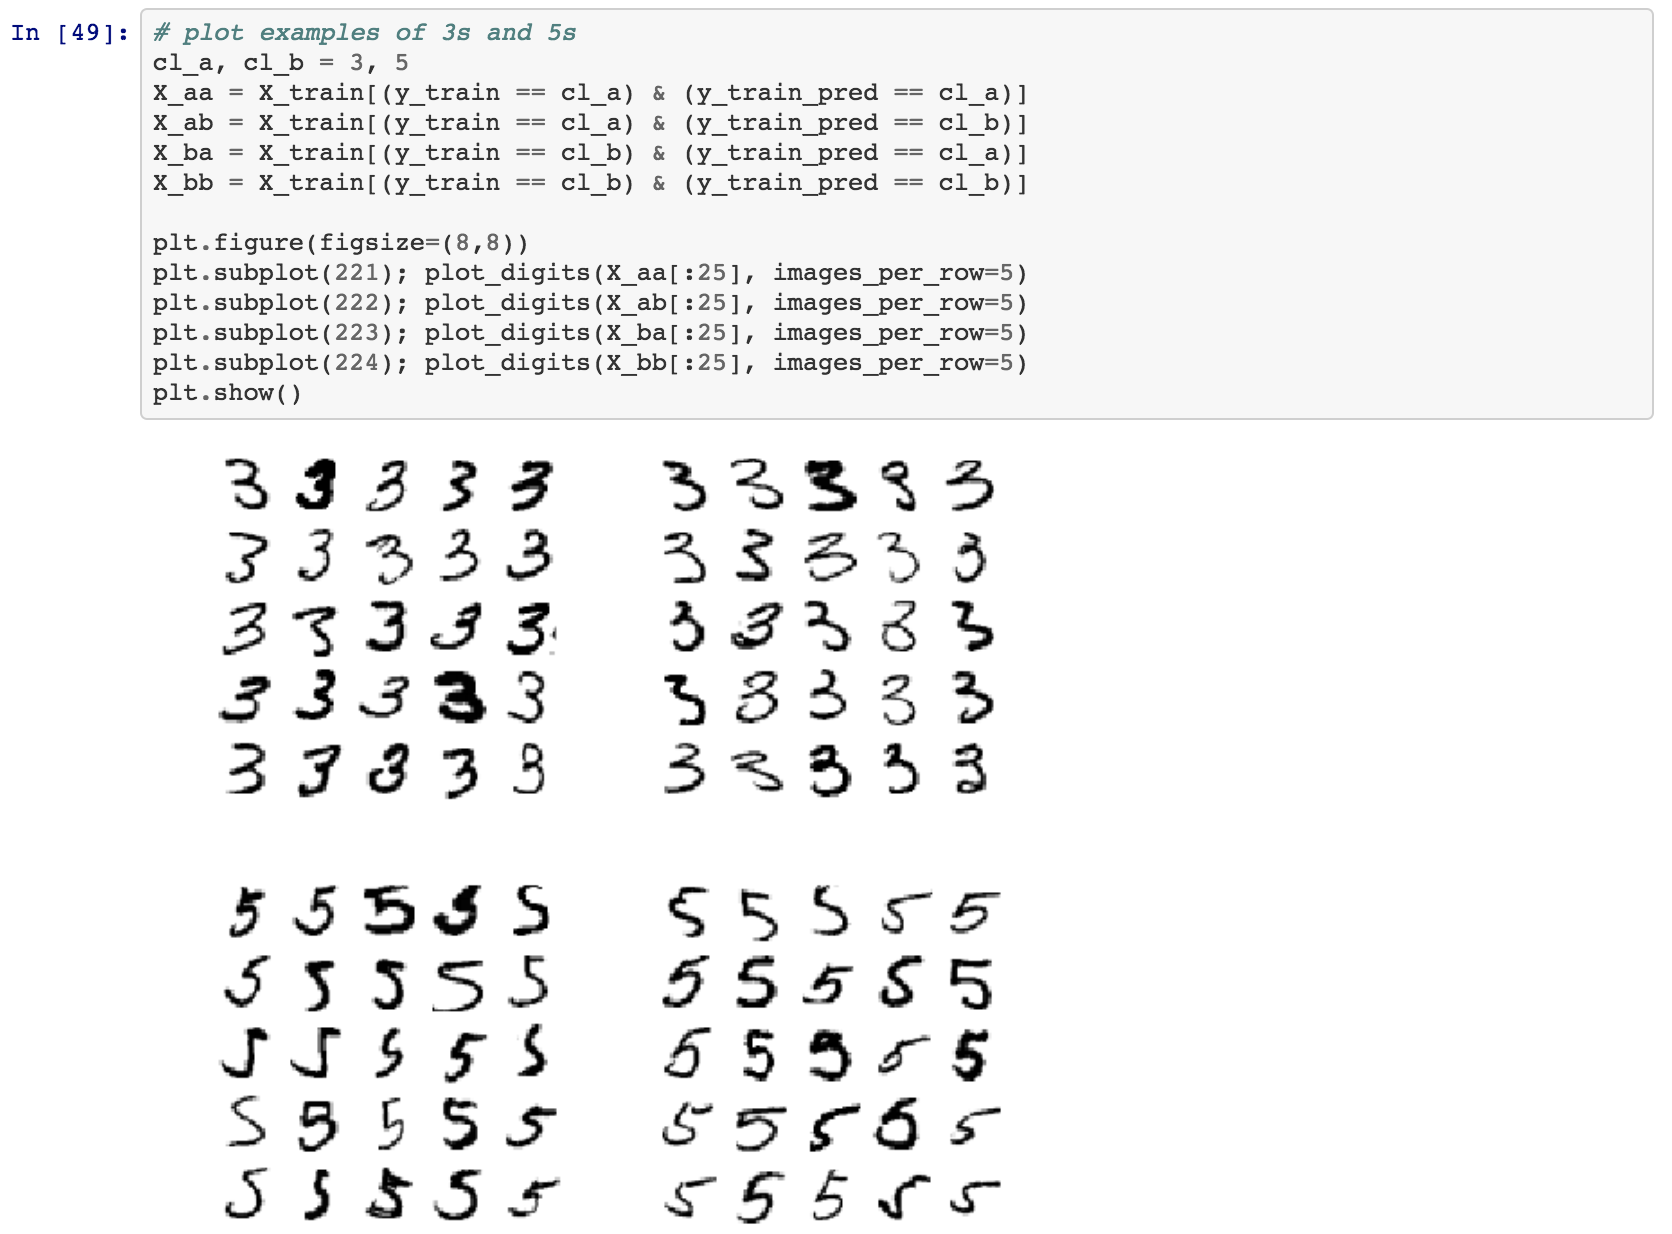 In [49]: # plot examples of 3s and 5s
cl_a, cl_b = 3, 5
X_aa = X_train[(y_train == cl_a) & (y_train_pred == cl_a)]
X_ab = X_train[(y_train == cl_a) & (y_train_pred == cl_b)]
X_ba = X_train[(y_train == cl_b) & (y_train_pred == cl_a)]
X_bb = X_train[(y_train == cl_b) & (y_train_pred == cl_b)]
plt.figure(figsize=(8,8))
plt.subplot(221); plot_digits(X_aa[:25], images_per_row=5)
plt.subplot(222); plot_digits(X_ab[:25], images_per_row=5)
plt.subplot(223); plot_digits(X_ba[:25], images_per_row=5)
plt.subplot(224); plot_digits(X_bb[:25], images_per_row=5)
plt.show()
3 3 3 3 3 3 3 3 3 3
3 3 3 3 3 3 3 3 3 3
3 3 3 3 3 3 3 3 3 3
3 3 3 3 3 3 3 3 3 3
3 3 3 3 3 3 3 3 3 3
5 5 5 5 5 5 5 5 5 5
5 5 5 5 5 5 5 5 5 5
5 5 5 5 5 5 5 5 5 5
5 5 5 5 5 5 5 5 5 5
5 5 5 5 5 5 5 5 5 5